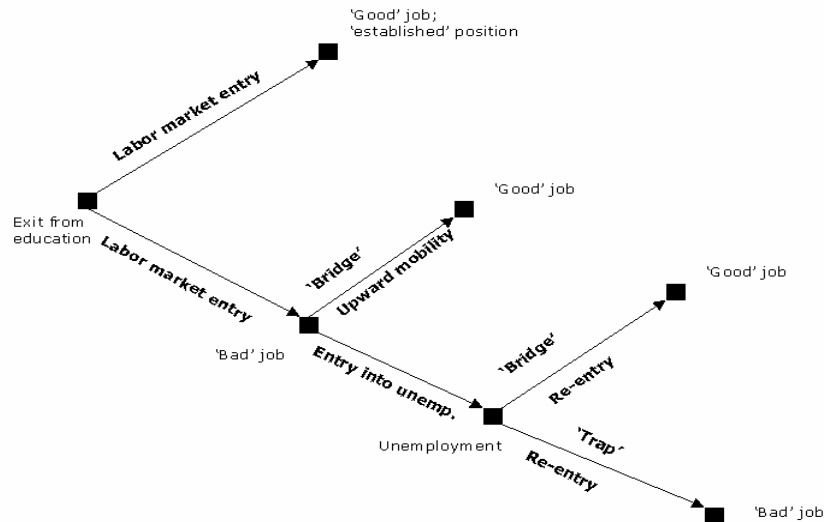 ‘Good’ job;
‘established’ position
Labor market entry
‘Good’ job
Exit from
education
Labor market entry
‘Bridge’
Upward mobility
‘Good’ job
‘Bad’ job
Entry into unemp.
‘Bridge’
Re-entry
Unemployment
‘Trap’
Re-entry
‘Bad’ job